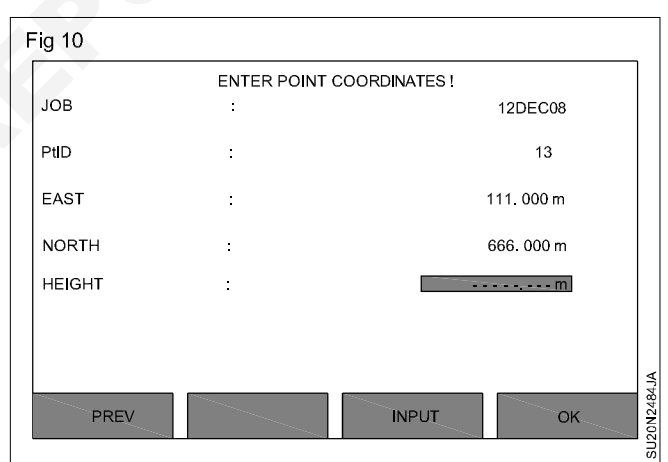 Fig 10
ENTER POINT COORDINATES !
JOB : 12DEC08
PtID : 13
EAST : 111. 000 m
NORTH : 666. 000 m
HEIGHT : - - - - -. - - - m
PREV INPUT OK
SU20N2484JA